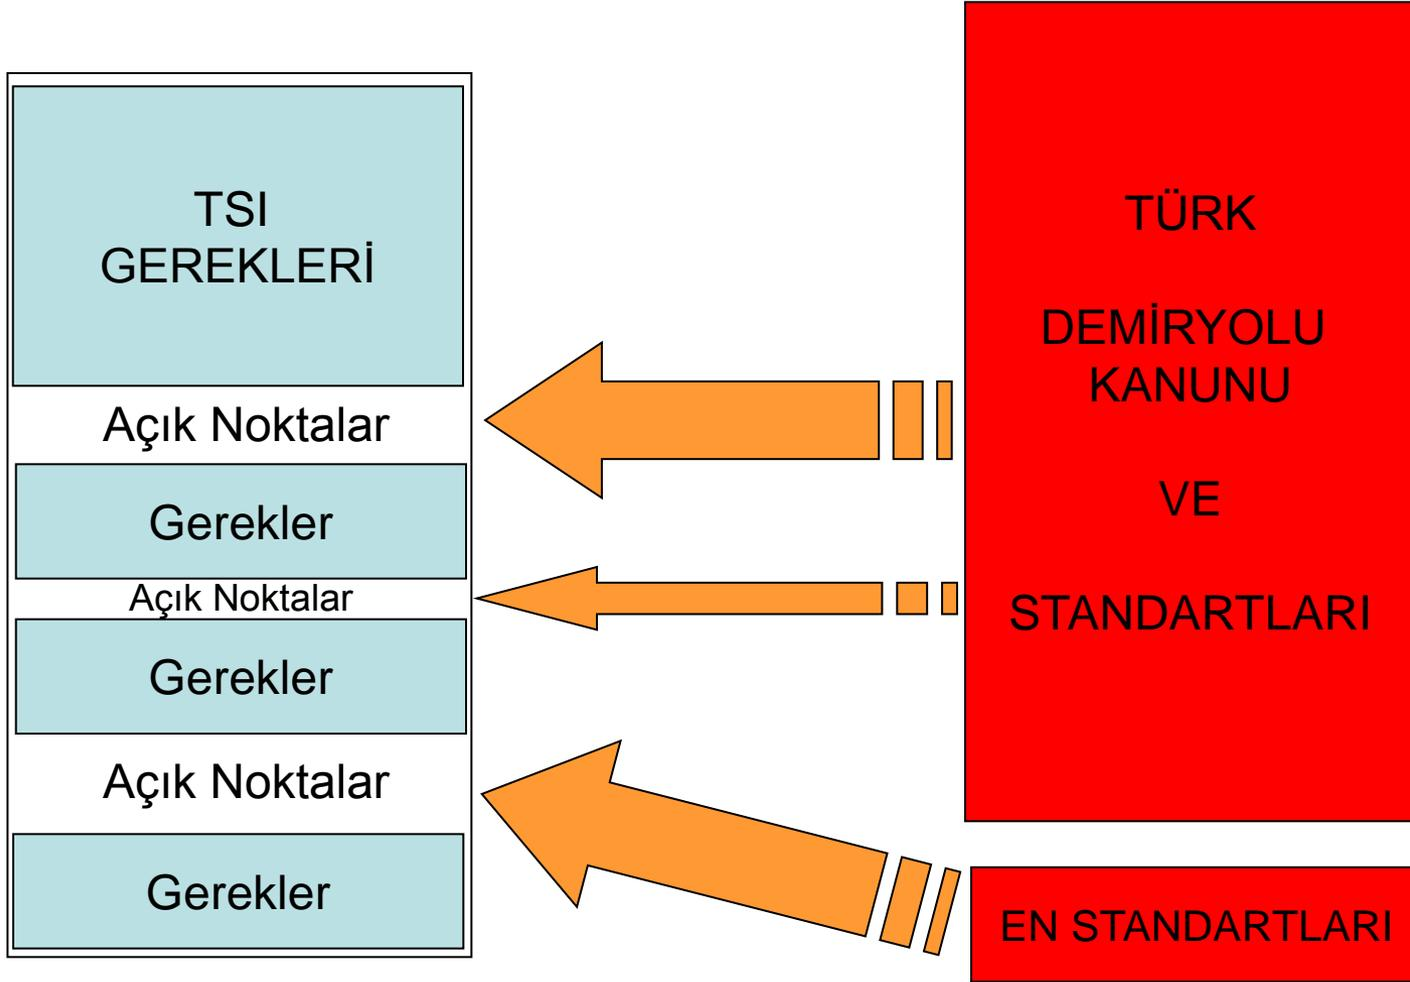 TSI
GEREKLERİ
Açık Noktalar
Gerekler
Açık Noktalar
Gerekler
Açık Noktalar
Gerekler
TÜRK
DEMİRYOLU
KANUNU
VE
STANDARTLARI
EN STANDARTLARI